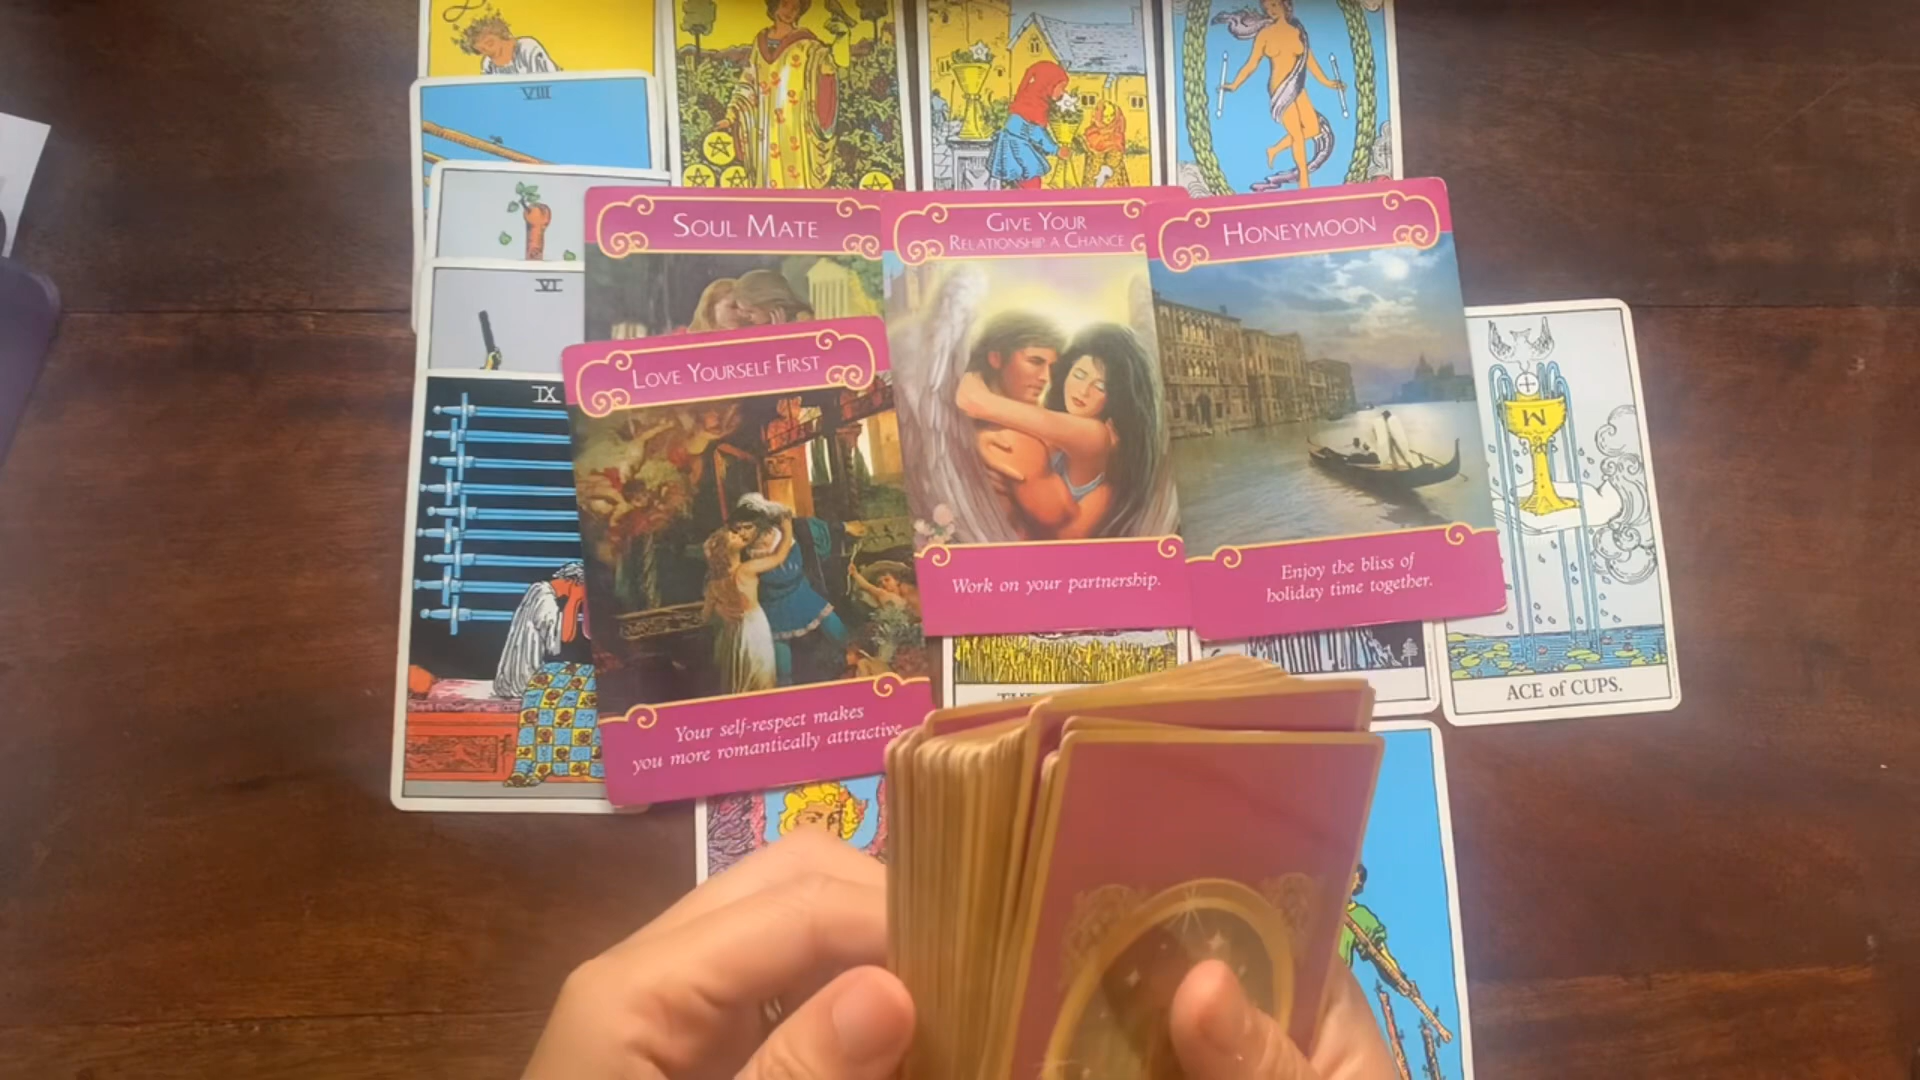 VIII
SOUL MATE
GIVE YOUR
RELATIONSHIP A CHANCE
HONEYMOON
VI
LOVE YOURSELF FIRST
IX
Work on your partnership.
Enjoy the bliss of
holiday time together.
ACE of CUPS.
Your self-respect makes
you more romantically attractive